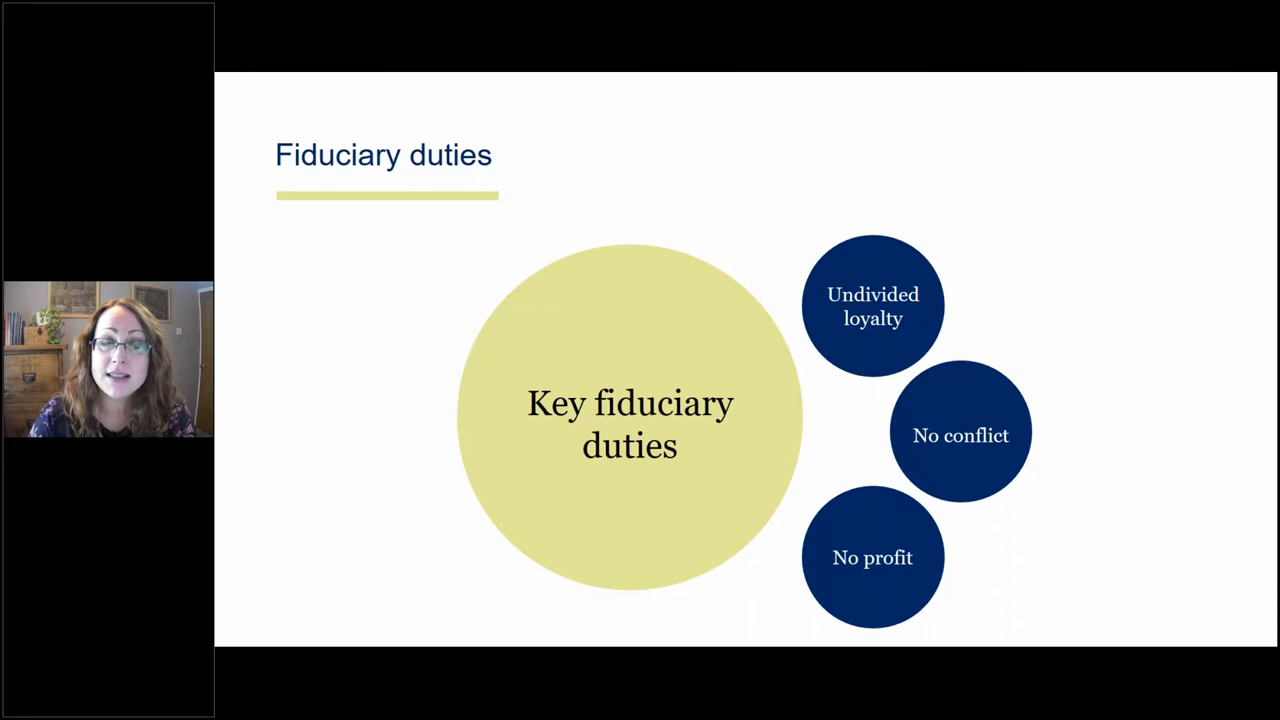 Fiduciary duties
Key fiduciary
duties
Undivided
loyalty
No conflict
No profit